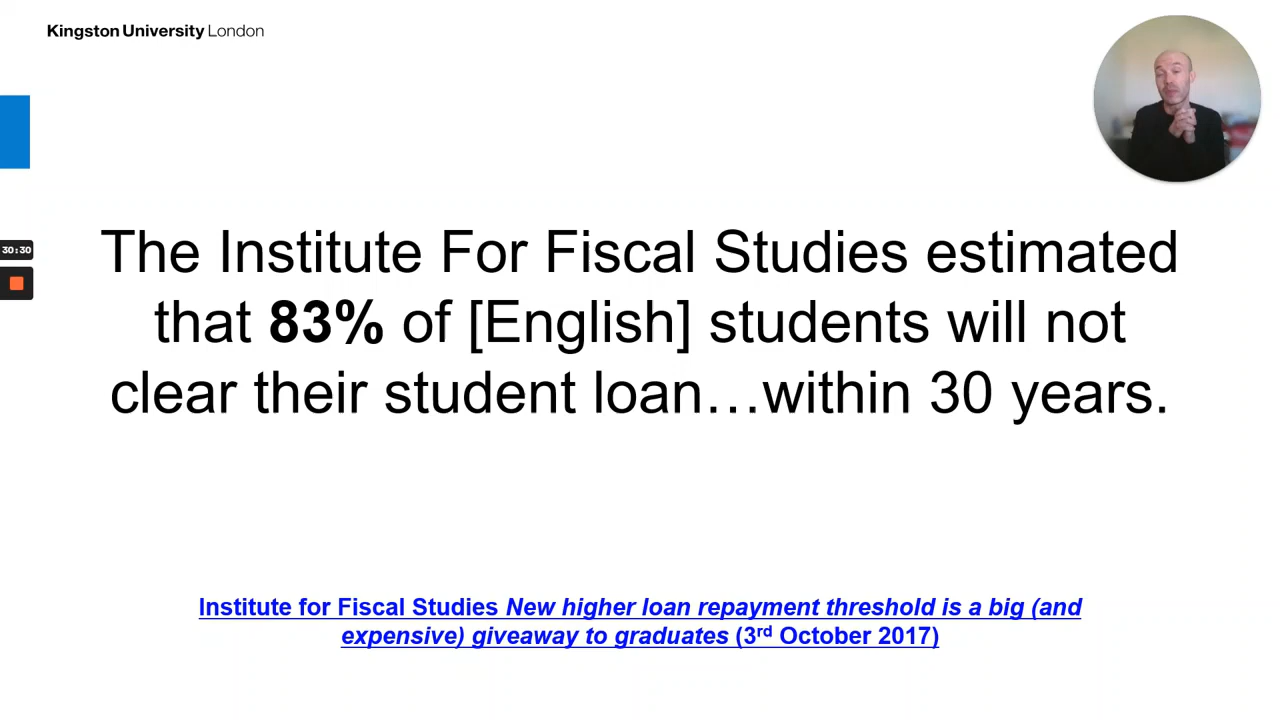 Kingston University London
30:30
The Institute For Fiscal Studies estimated
that 83% of [English] students will not
clear their student loan…within 30 years.
Institute for Fiscal Studies New higher loan repayment threshold is a big (and
expensive) giveaway to graduates (3rd October 2017)